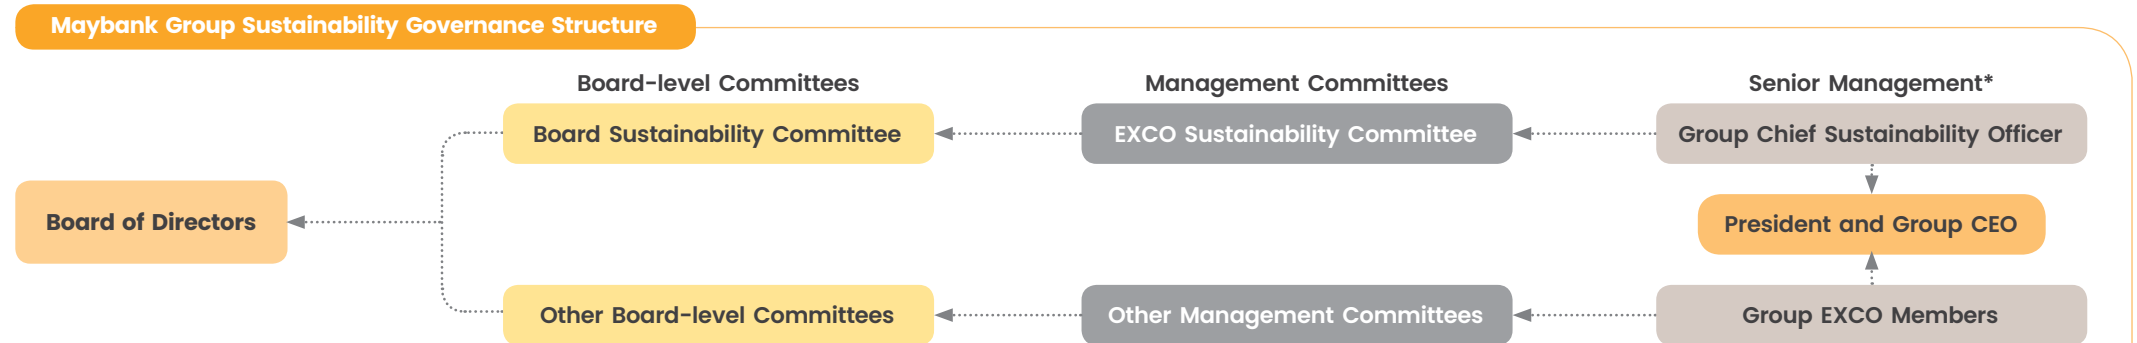 Maybank Group Sustainability Governance Structure
Board-level Committees
Management Committees
Senior Management*
Board Sustainability Committee
EXCO Sustainability Committee
Group Chief Sustainability Officer
Board of Directors
President and Group CEO
Other Board-level Committees
Other Management Committees
Group EXCO Members